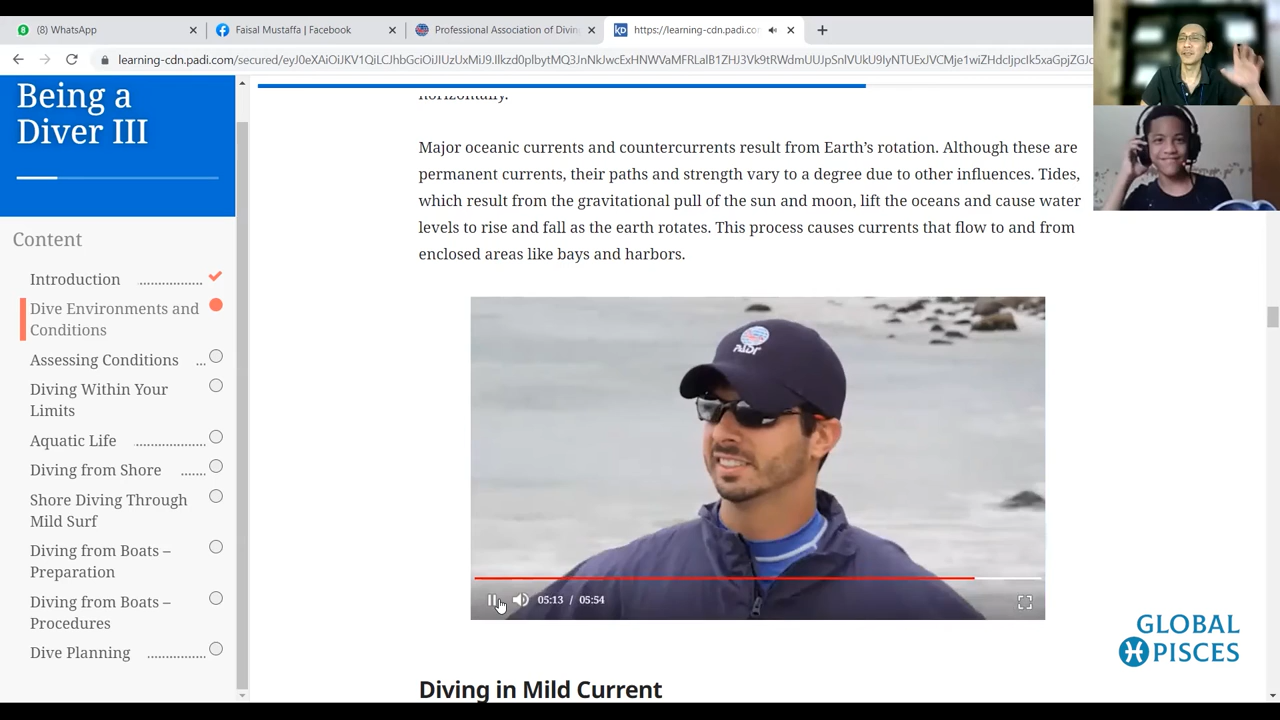 (8) WhatsApp
Faisal Mustaffa | Facebook
Professional Association of Diving
https://learning-cdn.padi.co
Being a
Diver III
Content
Introduction
Dive Environments and
Conditions
Assessing Conditions
Diving Within Your
Limits
Aquatic Life
Diving from Shore
Shore Diving Through
Mild Surf
Diving from Boats –
Preparation
Diving from Boats –
Procedures
Dive Planning
horizontally.
Major oceanic currents and countercurrents result from Earth’s rotation. Although these are
permanent currents, their paths and strength vary to a degree due to other influences. Tides,
which result from the gravitational pull of the sun and moon, lift the oceans and cause water
levels to rise and fall as the earth rotates. This process causes currents that flow to and from
enclosed areas like bays and harbors.
PADI
05:13 / 05:54
Diving in Mild Current
GLOBAL
PISCES